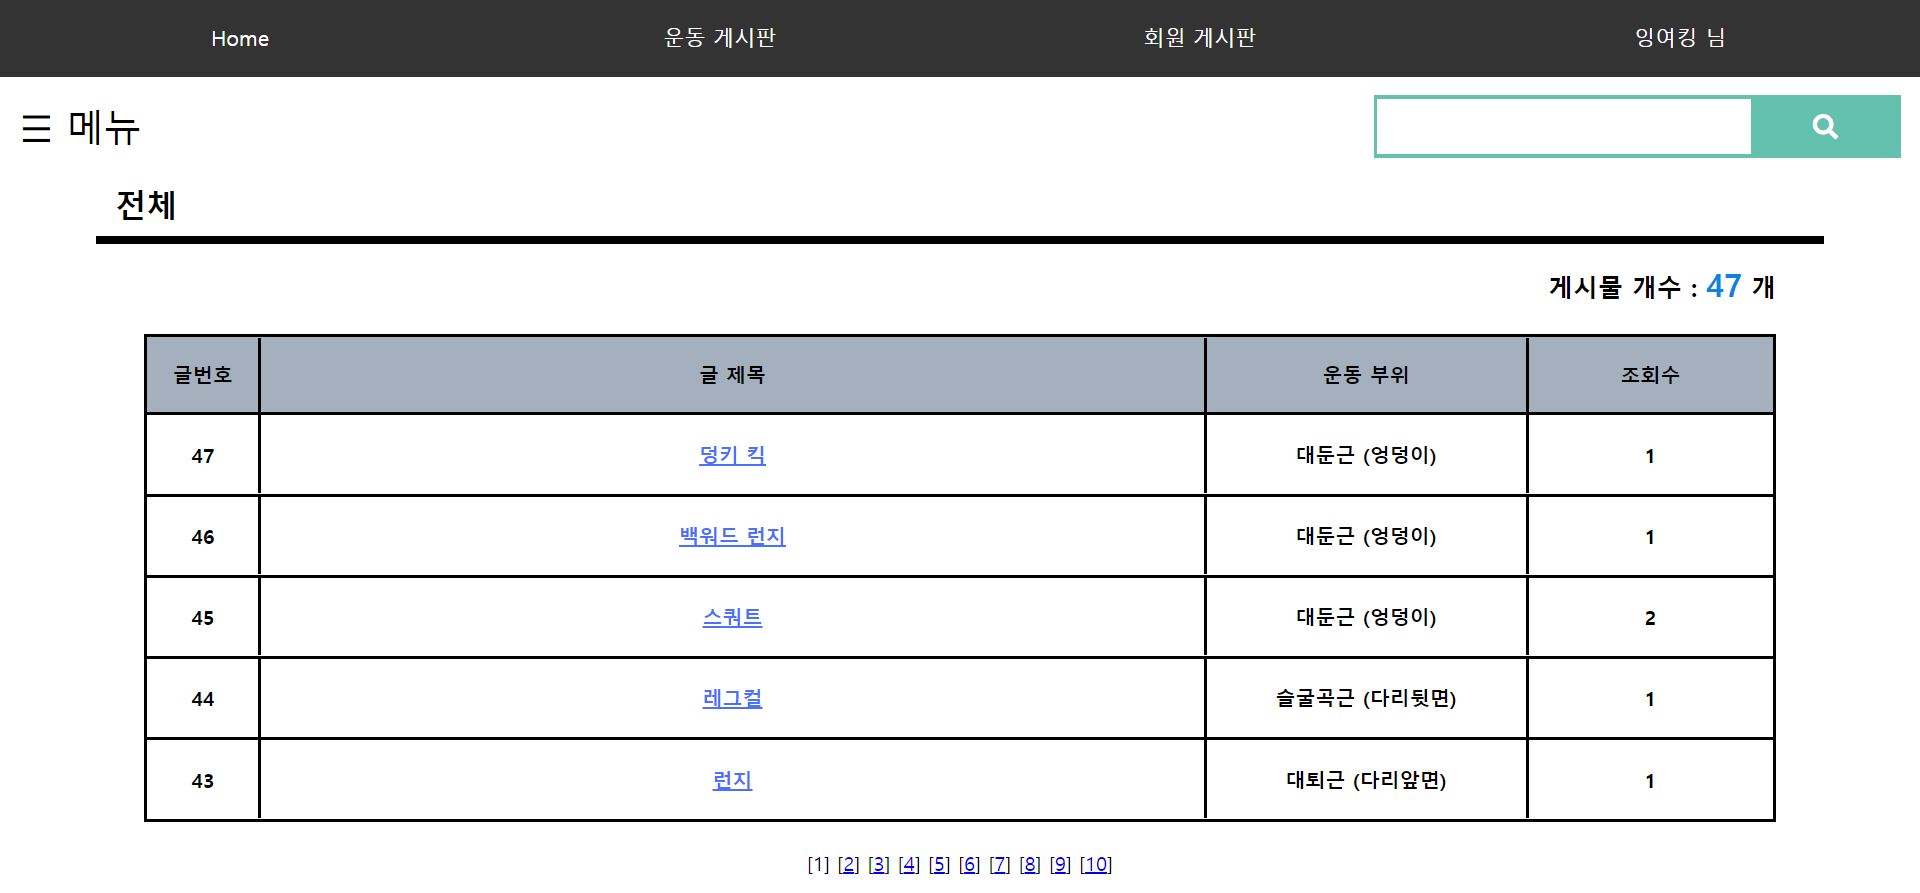 Home 운동 게시판 회원 게시판 잉여킹 님
☰ 메뉴
전체
게시물 개수 : 47 개
글번호 글 제목 운동 부위 조회수
47 덩키 킥 대둔근 (엉덩이) 1
46 백워드 런지 대둔근 (엉덩이) 1
45 스쿼트 대둔근 (엉덩이) 2
44 레그컬 슬굴곡근 (다리뒷면) 1
43 런지 대퇴근 (다리앞면) 1
[1] [2] [3] [4] [5] [6] [7] [8] [9] [10]